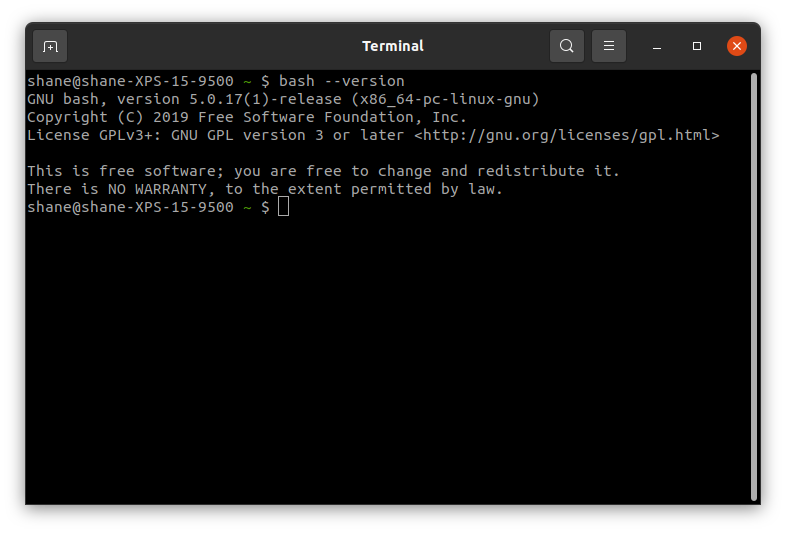 Terminal
shane@shane-XPS-15-9500 ~ $ bash --version
GNU bash, version 5.0.17(1)-release (x86_64-pc-linux-gnu)
Copyright (C) 2019 Free Software Foundation, Inc.
License GPLv3+: GNU GPL version 3 or later <http://gnu.org/licenses/gpl.html>

This is free software; you are free to change and redistribute it.
There is NO WARRANTY, to the extent permitted by law.
shane@shane-XPS-15-9500 ~ $